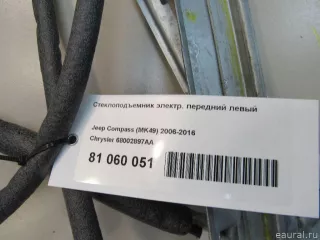 Стеклоподъемник электр. передний левый
Jeep Compass (MK49) 2006-2016
Chrysler 68002897AA
81 060 051
eaural.ru